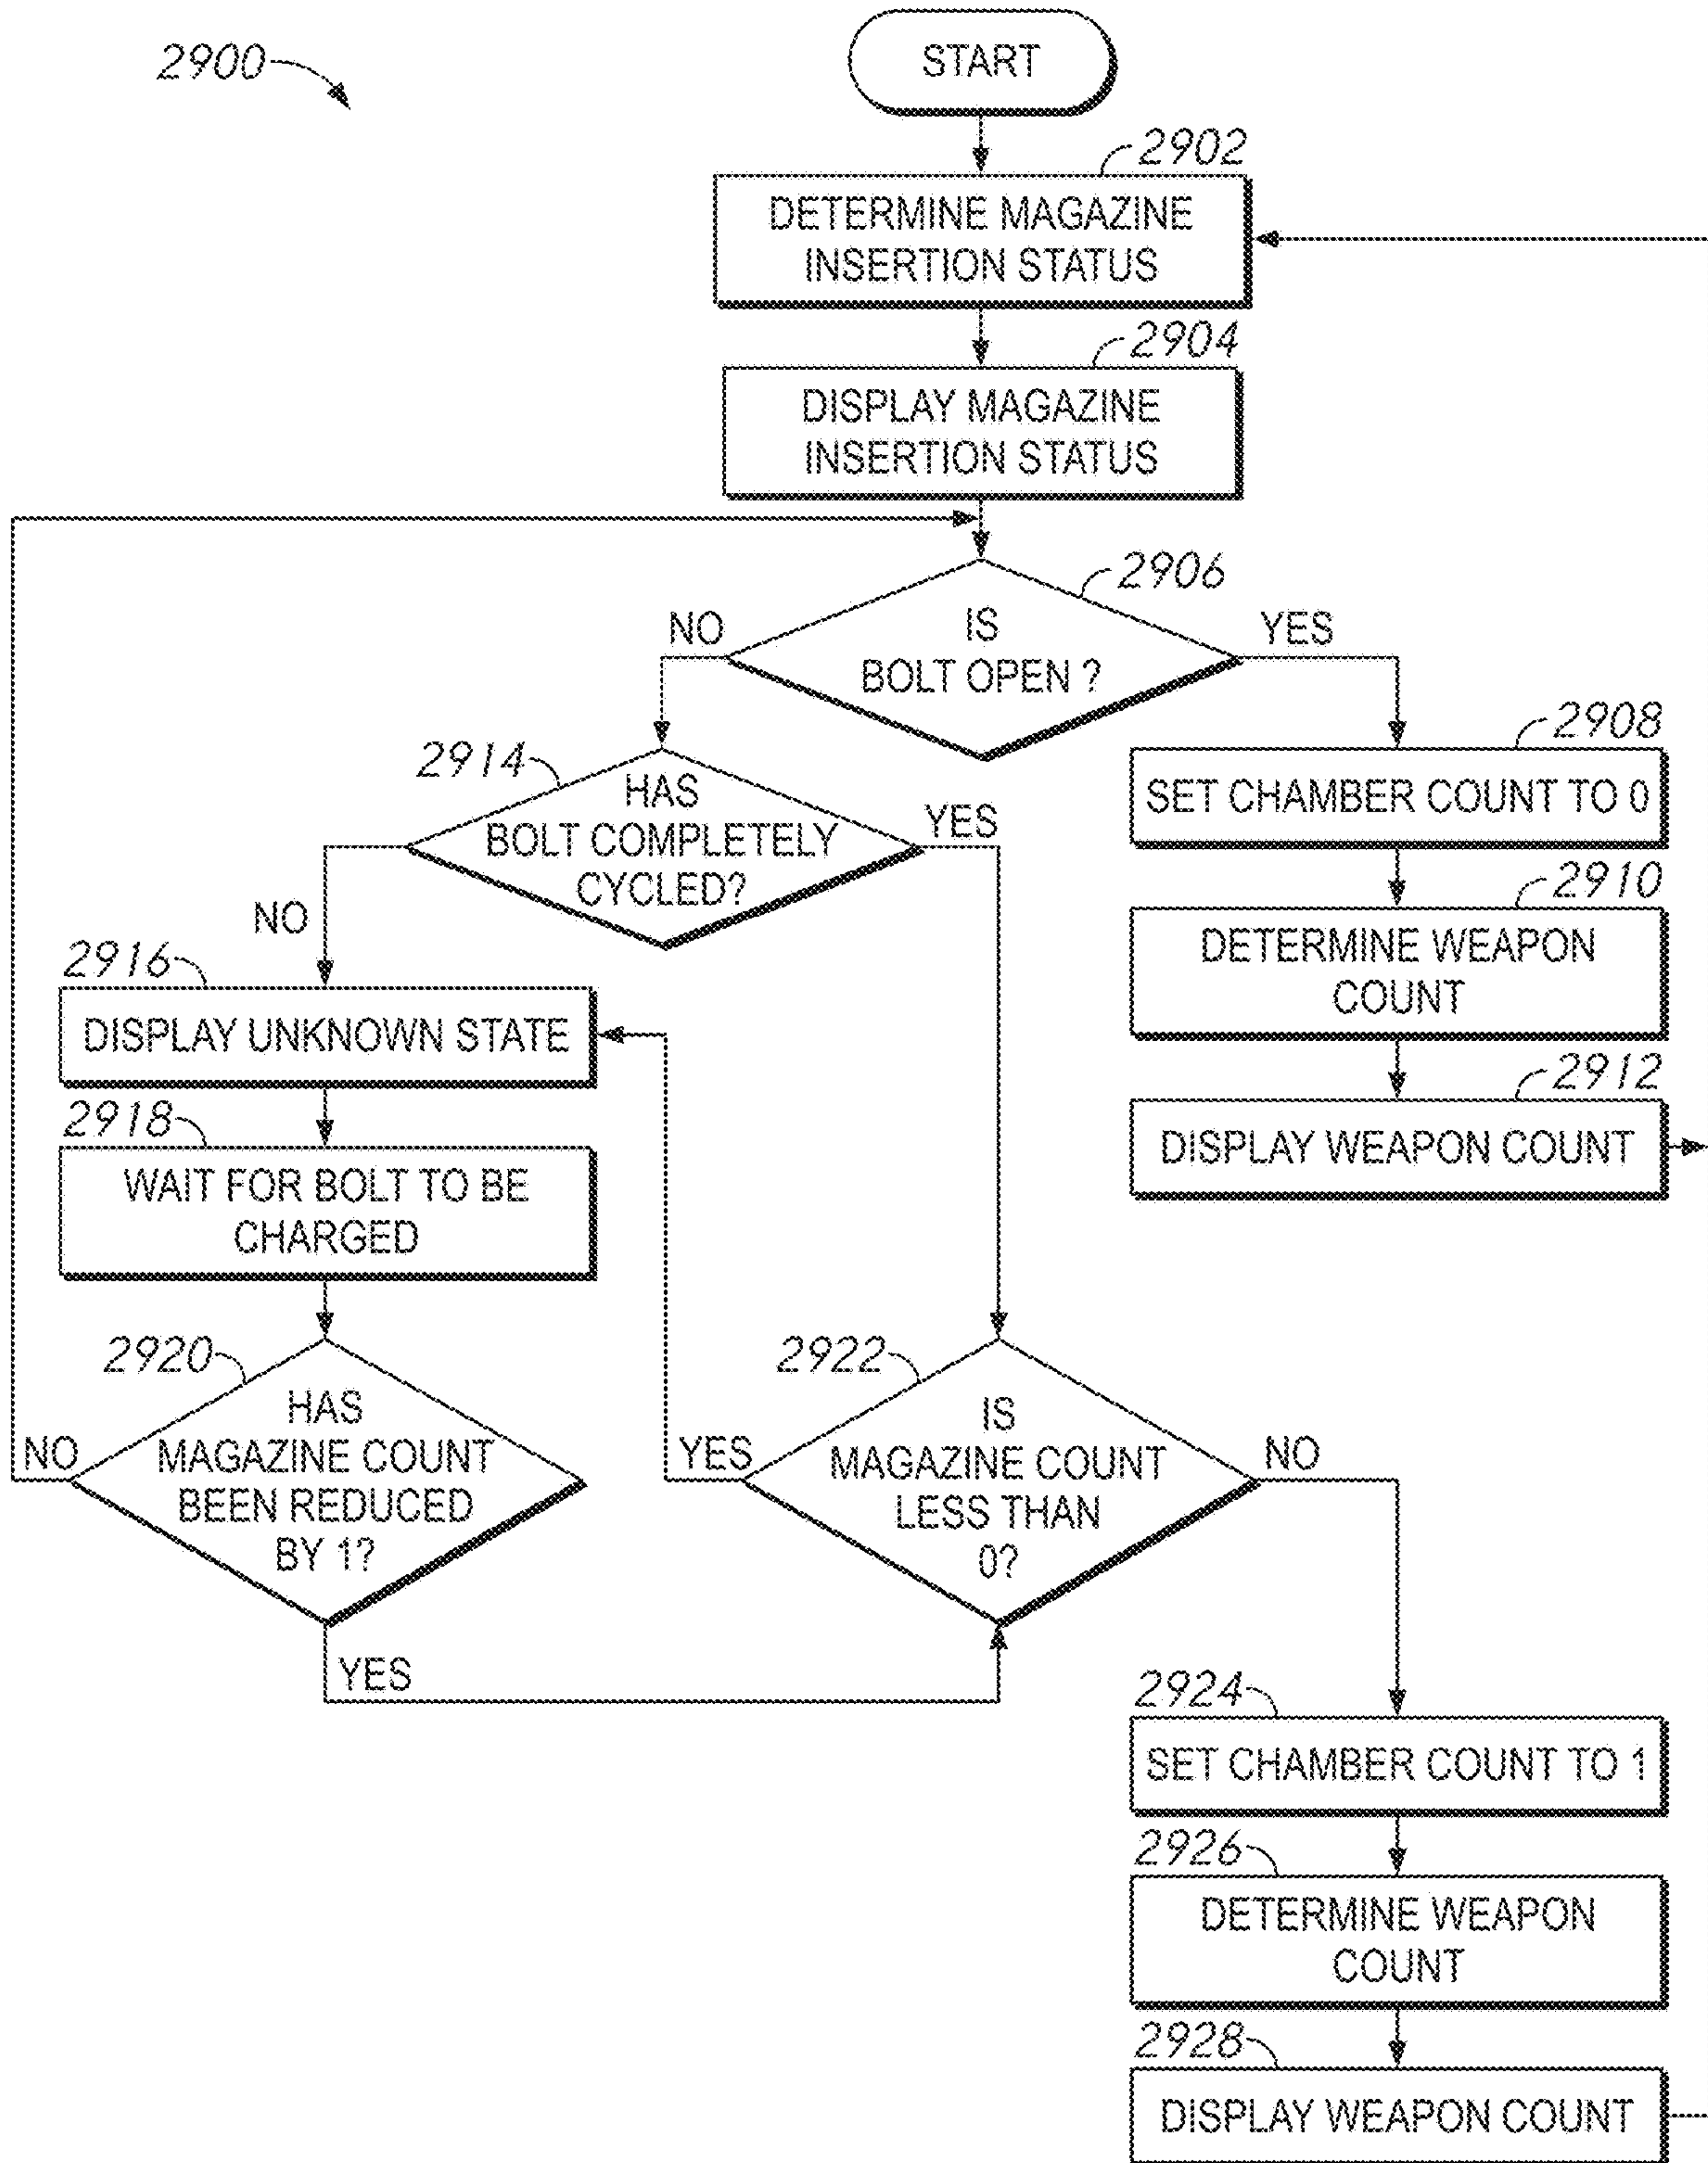 2900
START
2902
DETERMINE MAGAZINE
INSERTION STATUS
2904
DISPLAY MAGAZINE
INSERTION STATUS
2906
NO
IS
BOLT OPEN ?
YES
2908
SET CHAMBER COUNT TO 0
2910
DETERMINE WEAPON
COUNT
2912
DISPLAY WEAPON COUNT
2914
HAS
BOLT COMPLETELY
CYCLED?
YES
NO
2916
DISPLAY UNKNOWN STATE
2918
WAIT FOR BOLT TO BE
CHARGED
2920
HAS
MAGAZINE COUNT
BEEN REDUCED
BY 1?
NO
YES
2922
IS
MAGAZINE COUNT
LESS THAN
0?
YES
NO
2924
SET CHAMBER COUNT TO 1
2926
DETERMINE WEAPON
COUNT
2928
DISPLAY WEAPON COUNT